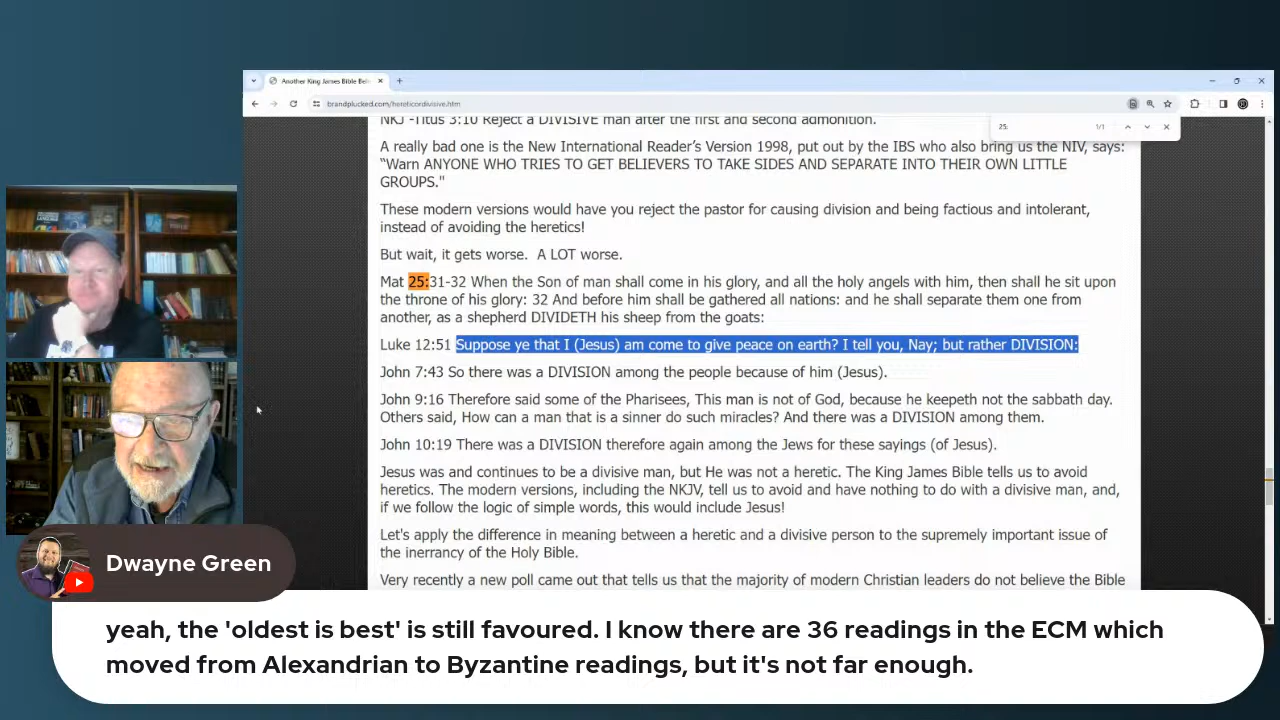 Another King James Bible Beli
brandplucked.com/hereticordivisive.htm
25:
1/1
NKJ -Titus 3:10 Reject a DIVISIVE man after the first and second admonition.
A really bad one is the New International Reader's Version 1998, put out by the IBS who also bring us the NIV, says:
“Warn ANYONE WHO TRIES TO GET BELIEVERS TO TAKE SIDES AND SEPARATE INTO THEIR OWN LITTLE
GROUPS."
These modern versions would have you reject the pastor for causing division and being factious and intolerant,
instead of avoiding the heretics!
But wait, it gets worse.  A LOT worse.
Mat 25:31-32 When the Son of man shall come in his glory, and all the holy angels with him, then shall he sit upon
the throne of his glory: 32 And before him shall be gathered all nations: and he shall separate them one from
another, as a shepherd DIVIDETH his sheep from the goats:
Luke 12:51 Suppose ye that I (Jesus) am come to give peace on earth? I tell you, Nay; but rather DIVISION:
John 7:43 So there was a DIVISION among the people because of him (Jesus).
John 9:16 Therefore said some of the Pharisees, This man is not of God, because he keepeth not the sabbath day.
Others said, How can a man that is a sinner do such miracles? And there was a DIVISION among them.
John 10:19 There was a DIVISION therefore again among the Jews for these sayings (of Jesus).
Jesus was and continues to be a divisive man, but He was not a heretic. The King James Bible tells us to avoid
heretics. The modern versions, including the NKJV, tell us to avoid and have nothing to do with a divisive man, and,
if we follow the logic of simple words, this would include Jesus!
Let's apply the difference in meaning between a heretic and a divisive person to the supremely important issue of
the inerrancy of the Holy Bible.
Very recently a new poll came out that tells us that the majority of modern Christian leaders do not believe the Bible
Dwayne Green
yeah, the 'oldest is best' is still favoured. I know there are 36 readings in the ECM which
moved from Alexandrian to Byzantine readings, but it's not far enough.